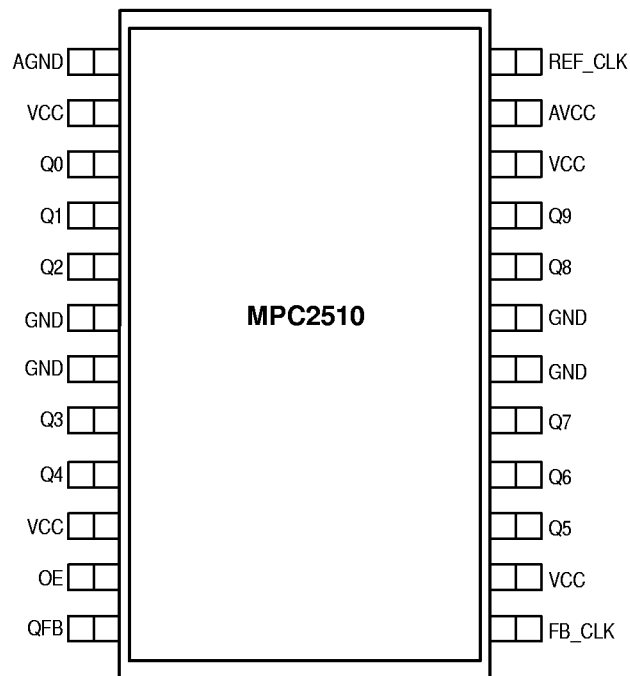 AGND
VCC
Q0
Q1
Q2
GND
GND
Q3
Q4
VCC
OE
QFB
MPC2510
REF_CLK
AVCC
VCC
Q9
Q8
GND
GND
Q7
Q6
Q5
VCC
FB_CLK